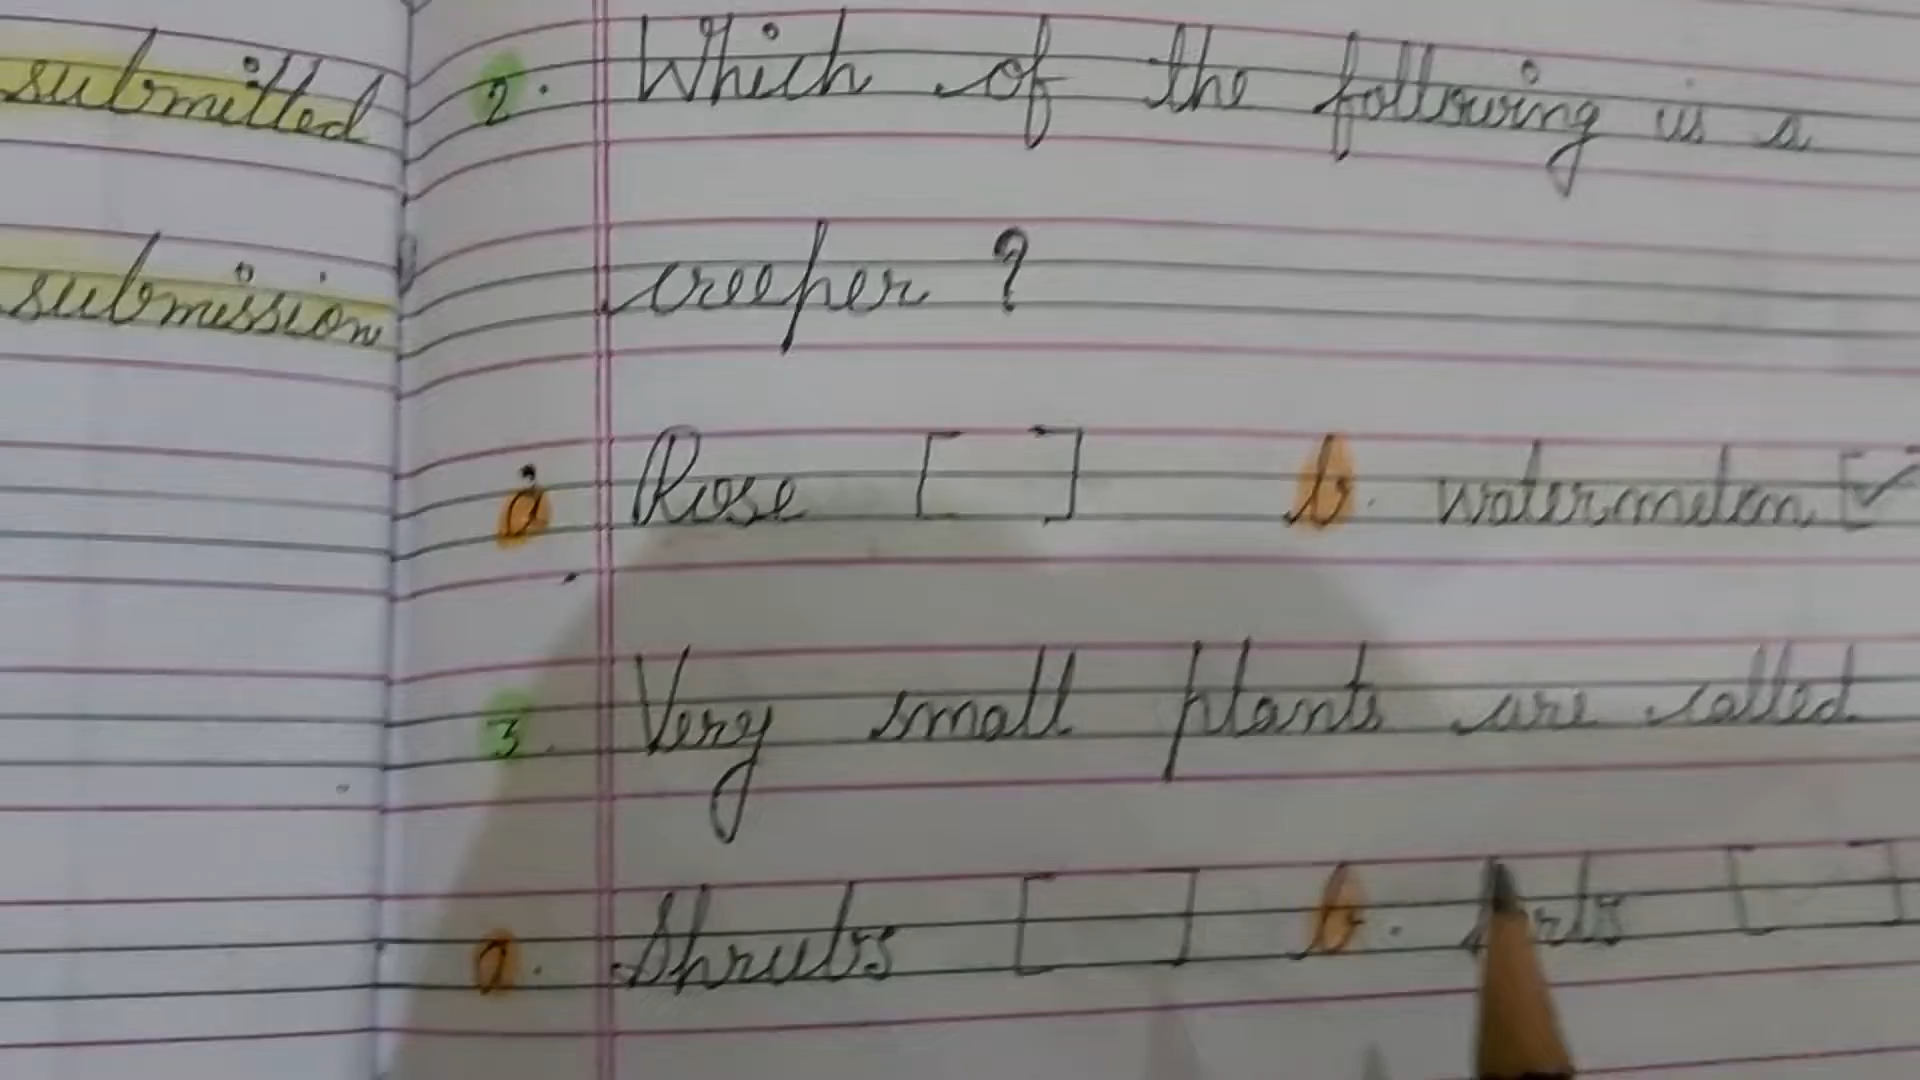 submitted
submission
2. Which of the following is a
creeper ?
a. Rose [ ] b. watermelon [✓
3. Very small plants are called
a. Shrubs [ ] b. [ ]